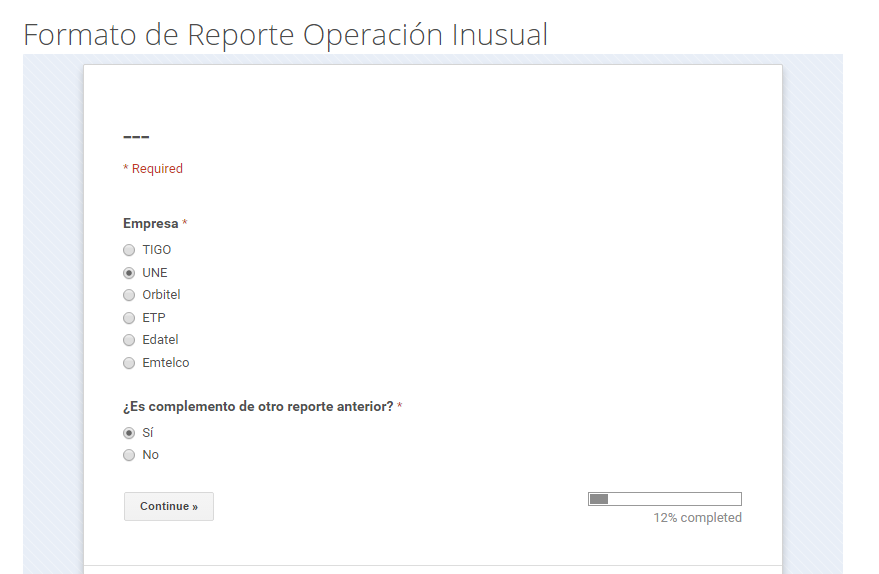 Formato de Reporte Operación Inusual
---
* Required
Empresa *
TIGO
UNE
Orbitel
ETP
Edatel
Emtelco
¿Es complemento de otro reporte anterior? *
Sí
No
Continue »
12% completed